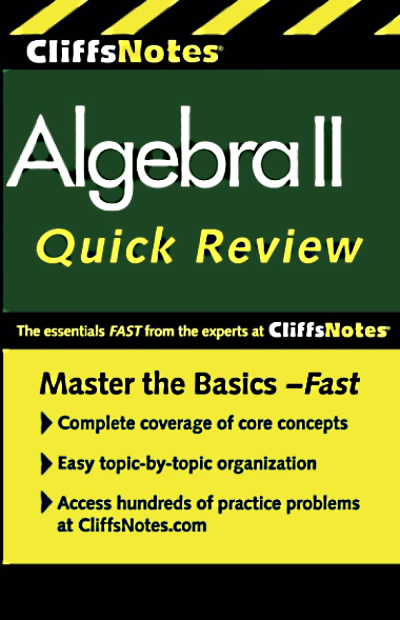 CliffsNotes®
Algebra II
Quick Review
The essentials FAST from the experts at CliffsNotes®
Master the Basics –Fast
Complete coverage of core concepts
Easy topic-by-topic organization
Access hundreds of practice problems
at CliffsNotes.com